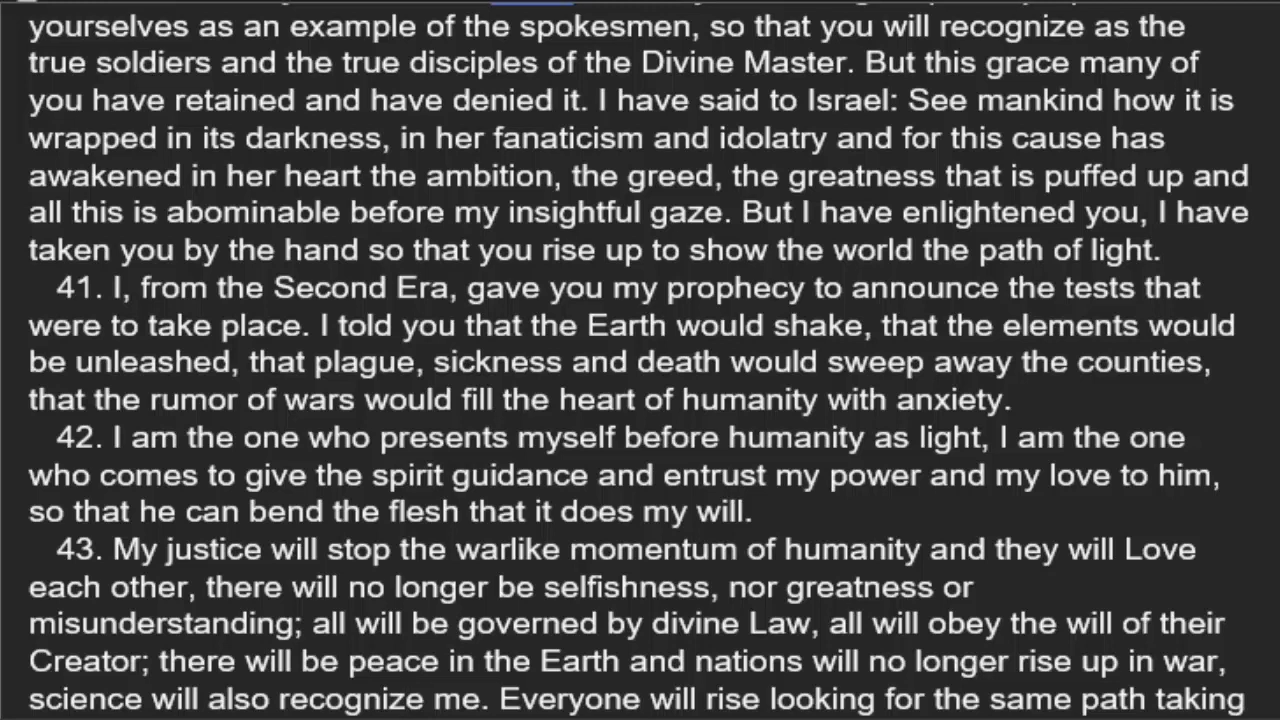 yourselves as an example of the spokesmen, so that you will recognize as the
true soldiers and the true disciples of the Divine Master. But this grace many of
you have retained and have denied it. I have said to Israel: See mankind how it is
wrapped in its darkness, in her fanaticism and idolatry and for this cause has
awakened in her heart the ambition, the greed, the greatness that is puffed up and
all this is abominable before my insightful gaze. But I have enlightened you, I have
taken you by the hand so that you rise up to show the world the path of light.
41. I, from the Second Era, gave you my prophecy to announce the tests that
were to take place. I told you that the Earth would shake, that the elements would
be unleashed, that plague, sickness and death would sweep away the counties,
that the rumor of wars would fill the heart of humanity with anxiety.
42. I am the one who presents myself before humanity as light, I am the one
who comes to give the spirit guidance and entrust my power and my love to him,
so that he can bend the flesh that it does my will.
43. My justice will stop the warlike momentum of humanity and they will Love
each other, there will no longer be selfishness, nor greatness or
misunderstanding; all will be governed by divine Law, all will obey the will of their
Creator; there will be peace in the Earth and nations will no longer rise up in war,
science will also recognize me. Everyone will rise looking for the same path taking